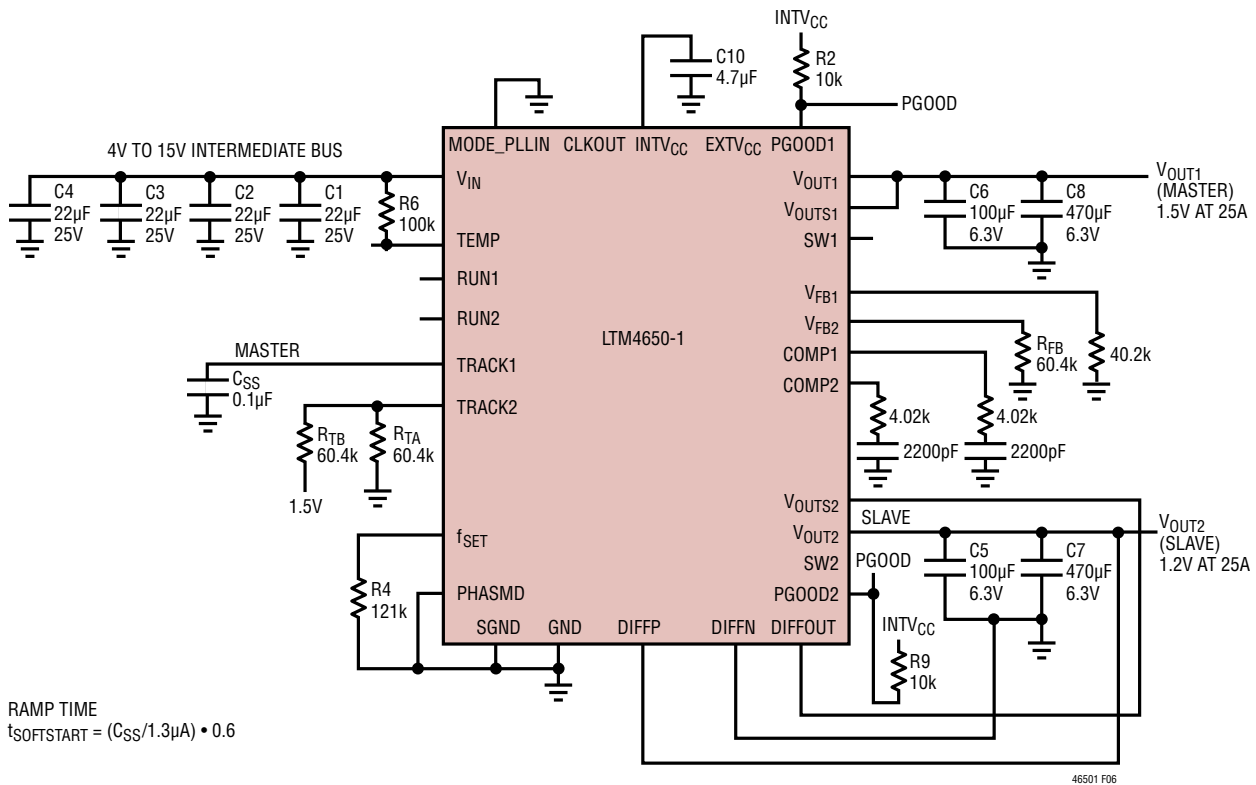 INTVCC
R2
10k
PGOOD
C10
4.7µF
4V TO 15V INTERMEDIATE BUS
C4
22µF
25V
C3
22µF
25V
C2
22µF
25V
C1
22µF
25V
R6
100k
MODE_PLLIN CLKOUT INTVCC EXTVCC PGOOD1
VIN
TEMP
RUN1
RUN2
TRACK1
TRACK2
fSET
PHASMD
SGND GND DIFFP DIFFN DIFFOUT
LTM4650-1
VOUT1
VOUTS1
SW1
VFB1
VFB2
COMP1
COMP2
VOUTS2
VOUT2
SW2
PGOOD2
MASTER
CSS
0.1µF
RTB
60.4k
RTA
60.4k
1.5V
R4
121k
C6
100µF
6.3V
C8
470µF
6.3V
VOUT1
(MASTER)
1.5V AT 25A
RFB
60.4k
40.2k
4.02k
4.02k
2200pF
2200pF
SLAVE
PGOOD
C5
100µF
6.3V
C7
470µF
6.3V
VOUT2
(SLAVE)
1.2V AT 25A
INTVCC
R9
10k
RAMP TIME
tSOFTSTART = (CSS/1.3µA) • 0.6
46501 F06